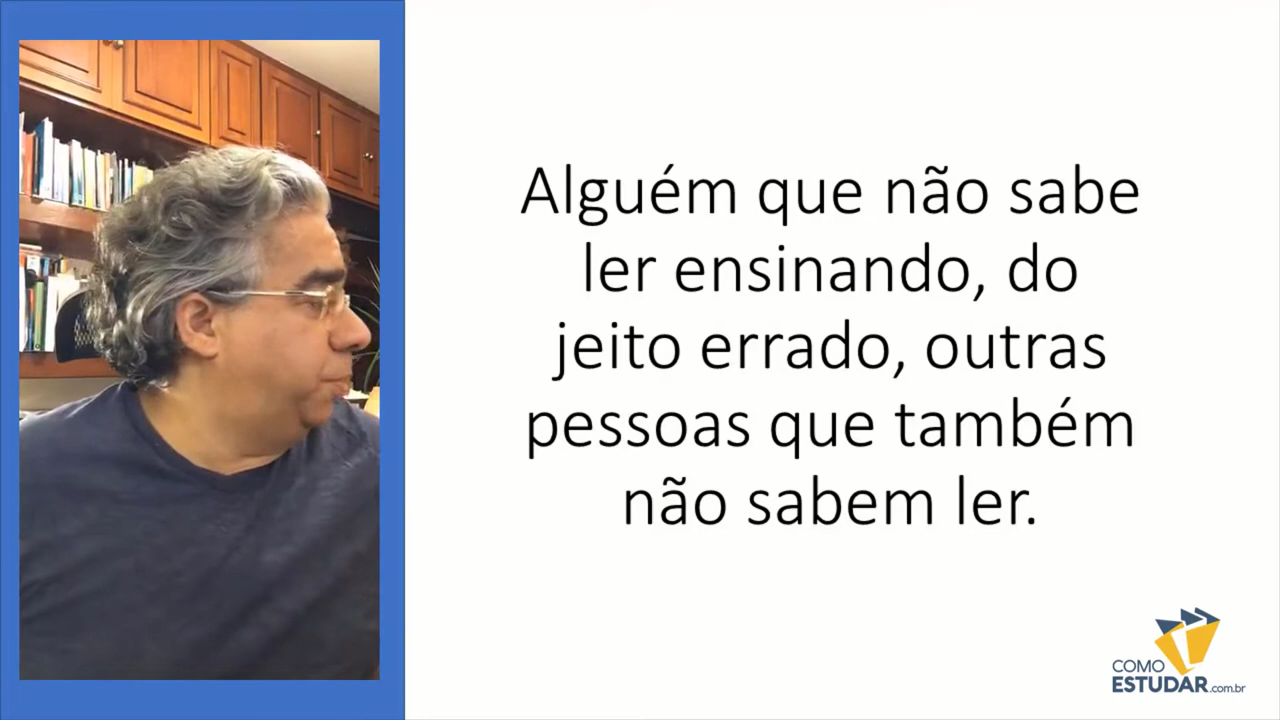 Alguém que não sabe
ler ensinando, do
jeito errado, outras
pessoas que também
não sabem ler.
COMO
ESTUDAR.com.br